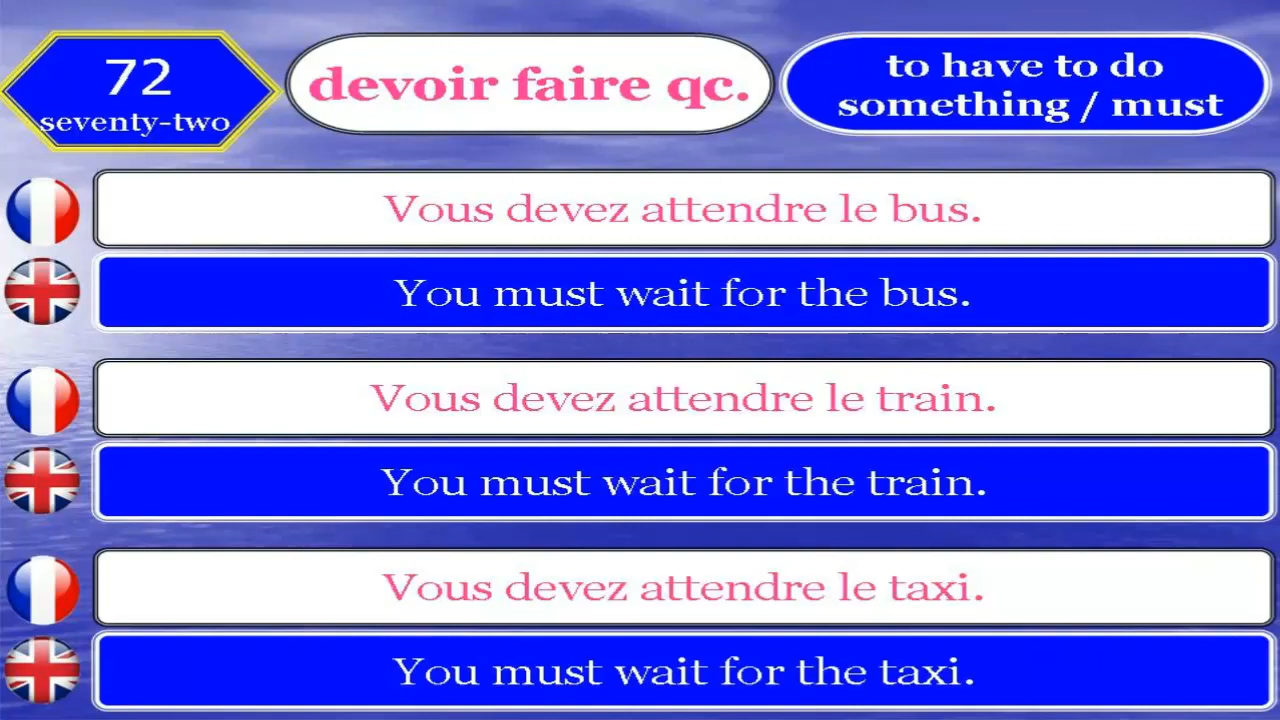 72
seventy-two
devoir faire qc.
to have to do
something / must
Vous devez attendre le bus.
You must wait for the bus.
Vous devez attendre le train.
You must wait for the train.
Vous devez attendre le taxi.
You must wait for the taxi.